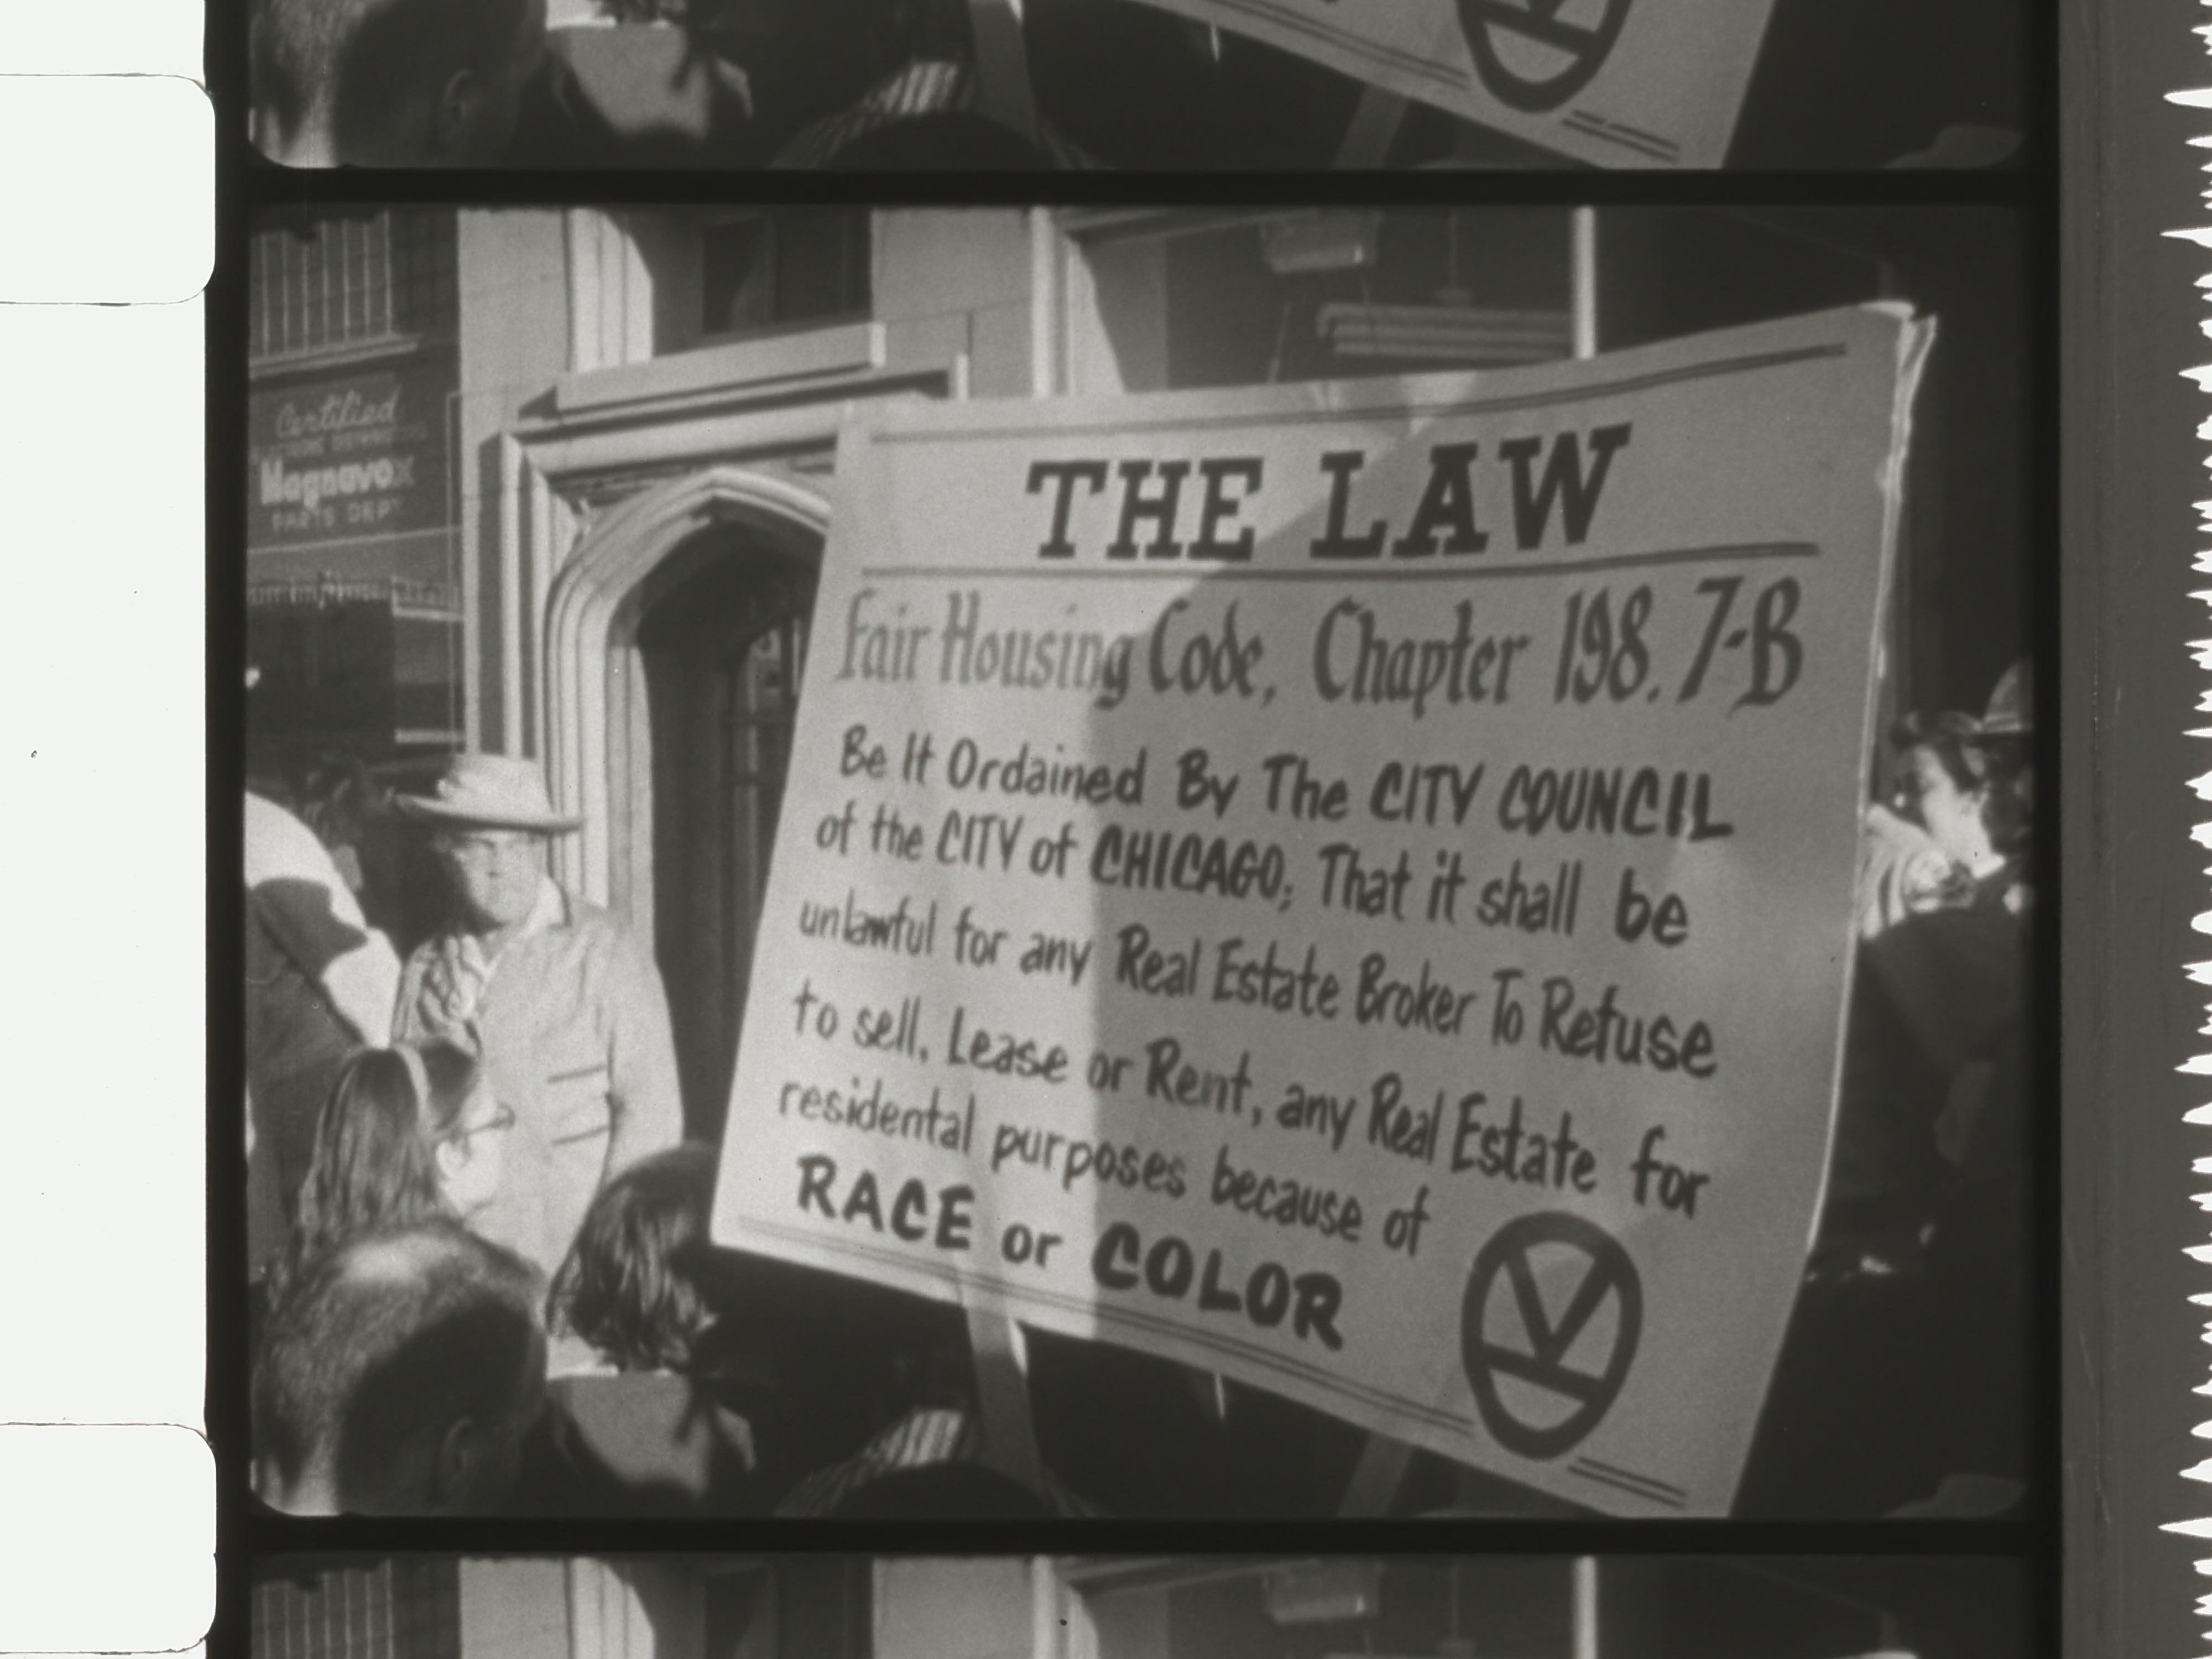 Certified
Magnavox
PARTS DEPT
THE LAW
Fair Housing Code, Chapter 198.7-B
Be It Ordained By The CITY COUNCIL
of the CITY of CHICAGO; That it shall be
unlawful for any Real Estate Broker To Refuse
to sell, Lease or Rent, any Real Estate for
residental purposes because of
RACE or COLOR